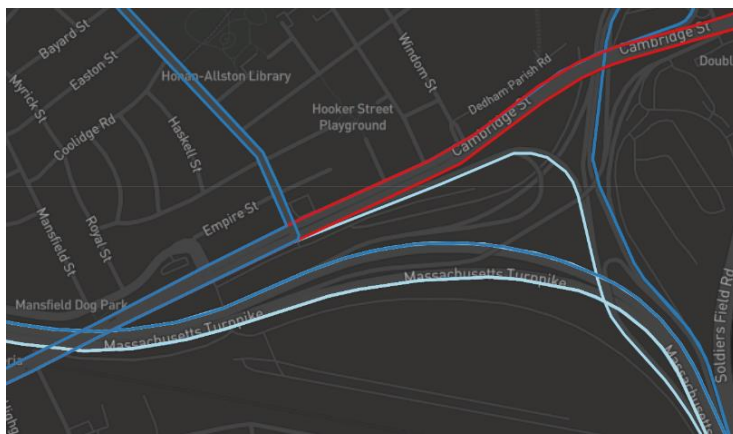 Bayard St
Easton St
Myrick St
Coolidge Rd
Honan-Allston Library
Haskell St
Hooker Street
Playground
Windom St
Dedham Parish Rd
Cambridge St
Cambridge St
Doubl
Empire St
Royal St
Mansfield St
Mansfield Dog Park
Massachusetts Turnpike
Massachusetts Turnpike
Massachusetts
Soldiers Field Rd